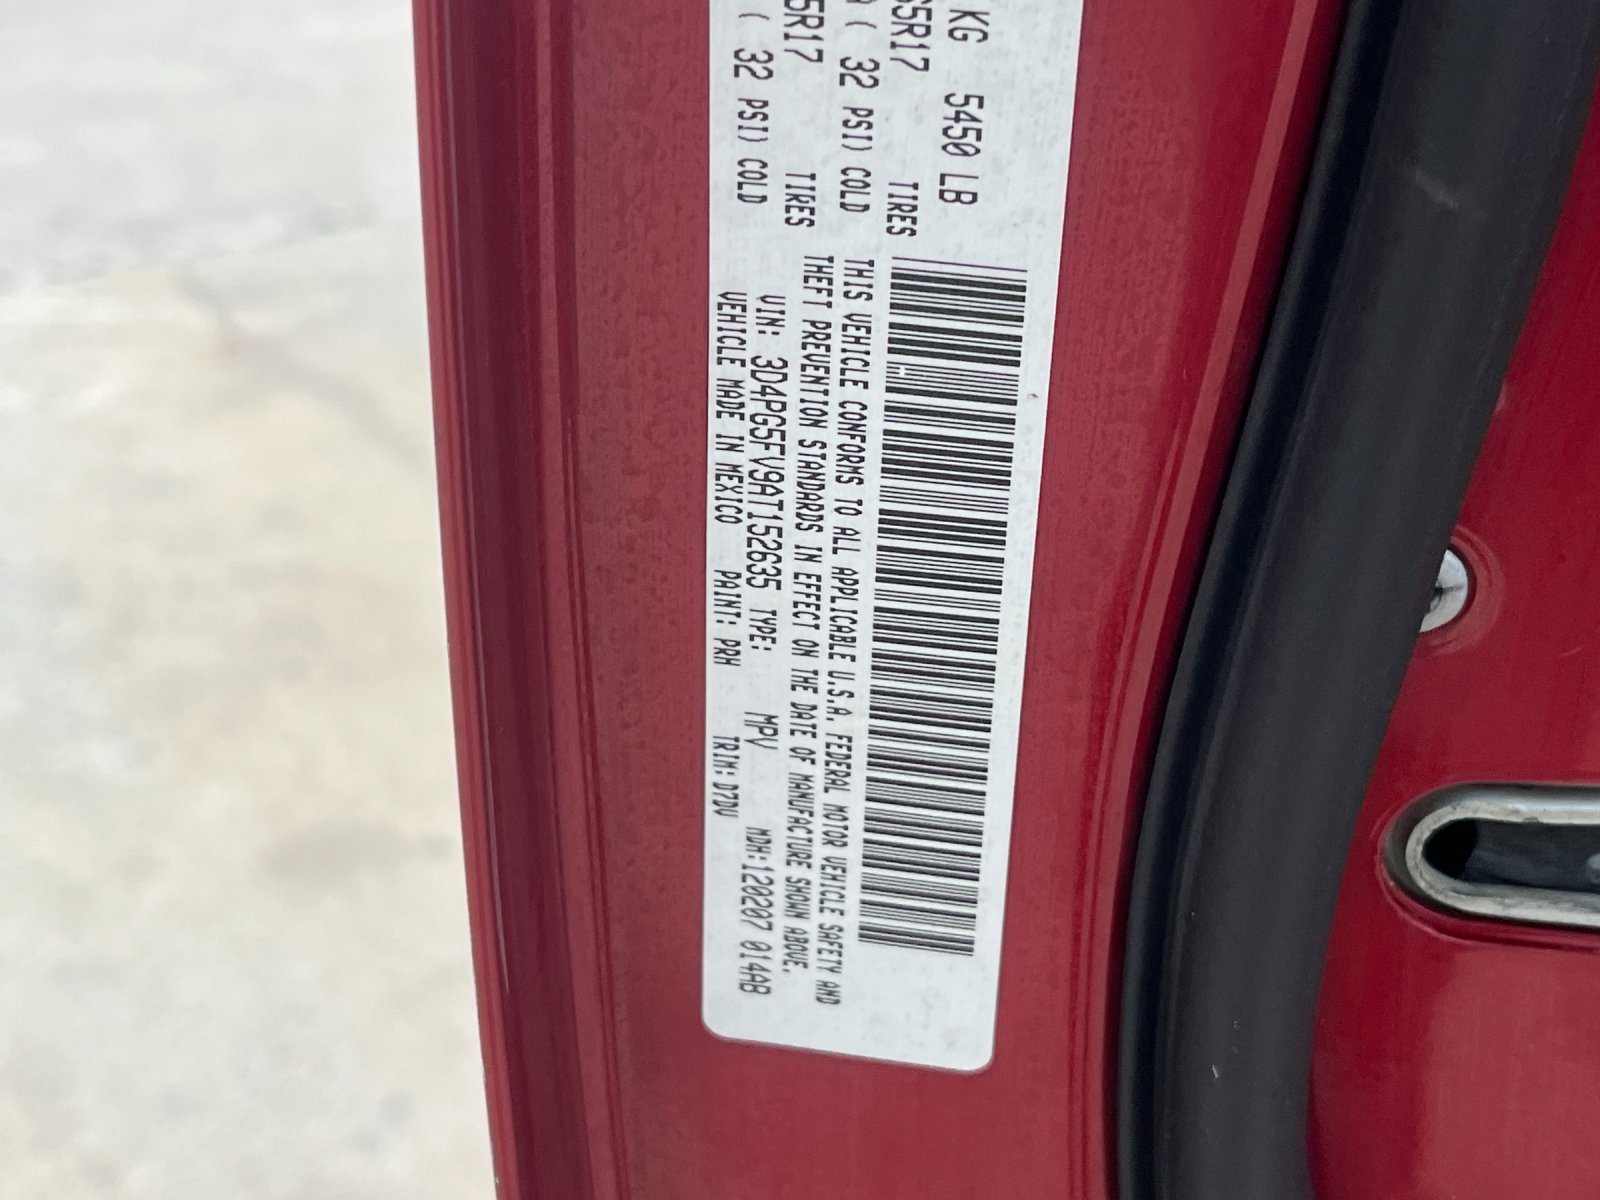 KG 5450 LB
5R17 TIRES
( 32 PSI) COLD
5R17 TIRES
( 32 PSI) COLD
THIS VEHICLE CONFORMS TO ALL APPLICABLE U.S.A. FEDERAL MOTOR VEHICLE SAFETY AND
THEFT PREVENTION STANDARDS IN EFFECT ON THE DATE OF MANUFACTURE SHOWN ABOVE.
VIN: 3D4PG5FV9AT152635 TYPE: MPV MDH:120207 014AB
VEHICLE MADE IN MEXICO PAINT: PRH TRIM: D7DV